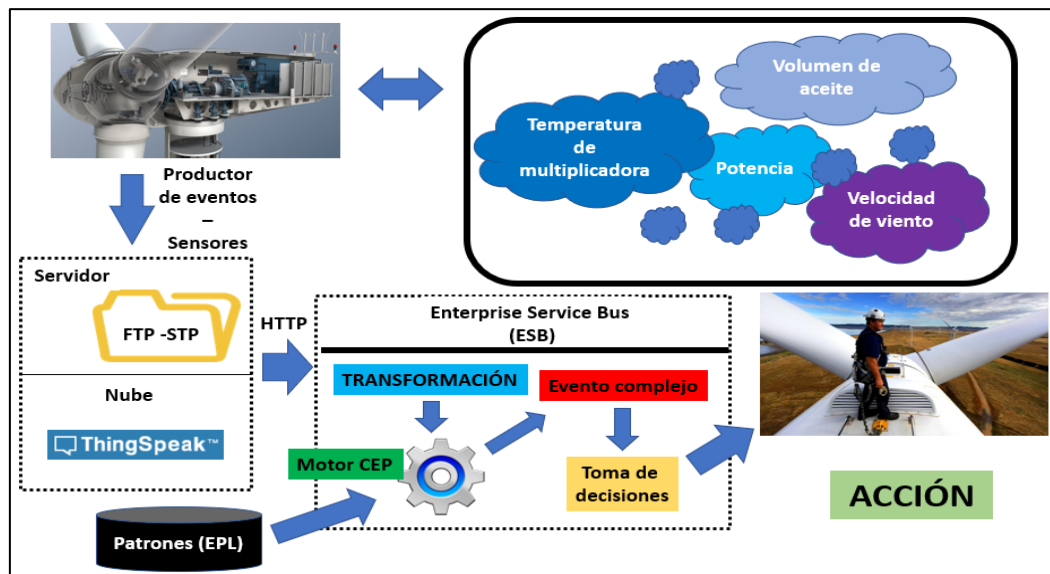 Volumen de
aceite
Temperatura
de
multiplicadora
Potencia
Velocidad
de viento
Productor
de eventos
–
Sensores
Servidor
FTP -STP
Nube
ThingSpeak™
HTTP
Enterprise Service Bus
(ESB)
TRANSFORMACIÓN
Evento complejo
Motor CEP
Toma de
decisiones
Patrones (EPL)
ACCIÓN